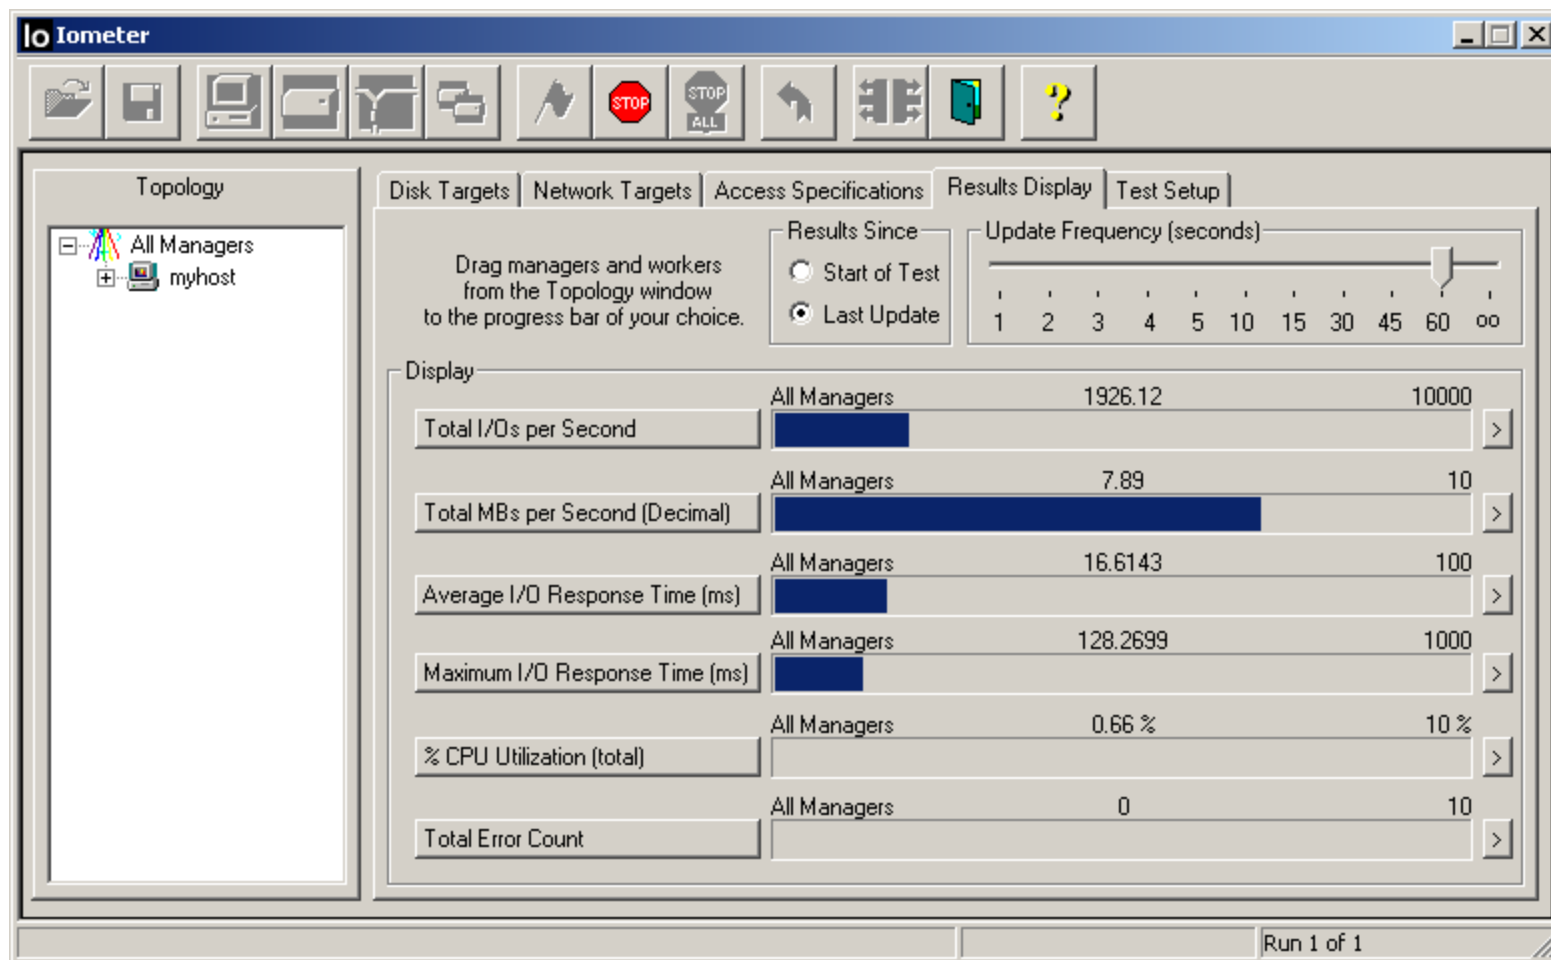 Io Iometer
STOP
STOP
ALL
?
Topology
All Managers
myhost
Disk Targets
Network Targets
Access Specifications
Results Display
Test Setup
Drag managers and workers
from the Topology window
to the progress bar of your choice.
Results Since
Start of Test
Last Update
Update Frequency (seconds)
1 2 3 4 5 10 15 30 45 60 oo
Display
All Managers 1926.12 10000
Total I/Os per Second >
All Managers 7.89 10
Total MBs per Second (Decimal) >
All Managers 16.6143 100
Average I/O Response Time (ms) >
All Managers 128.2699 1000
Maximum I/O Response Time (ms) >
All Managers 0.66 % 10 %
% CPU Utilization (total) >
All Managers 0 10
Total Error Count >
Run 1 of 1